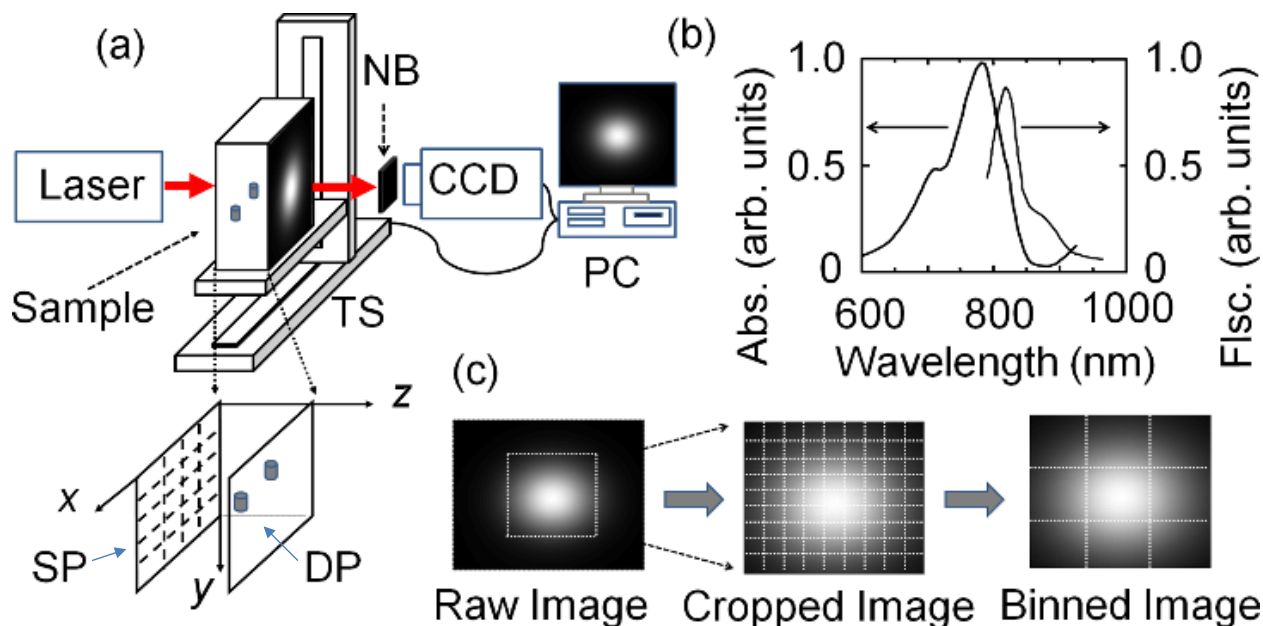 (a)
NB
Laser
CCD
PC
Sample
TS
z
x
y
SP
DP
(b)
Abs. (arb. units)
1.0
0.5
0
1.0
0.5
0
Flsc. (arb. units)
600
800
1000
Wavelength (nm)
(c)
Raw Image
Cropped Image
Binned Image